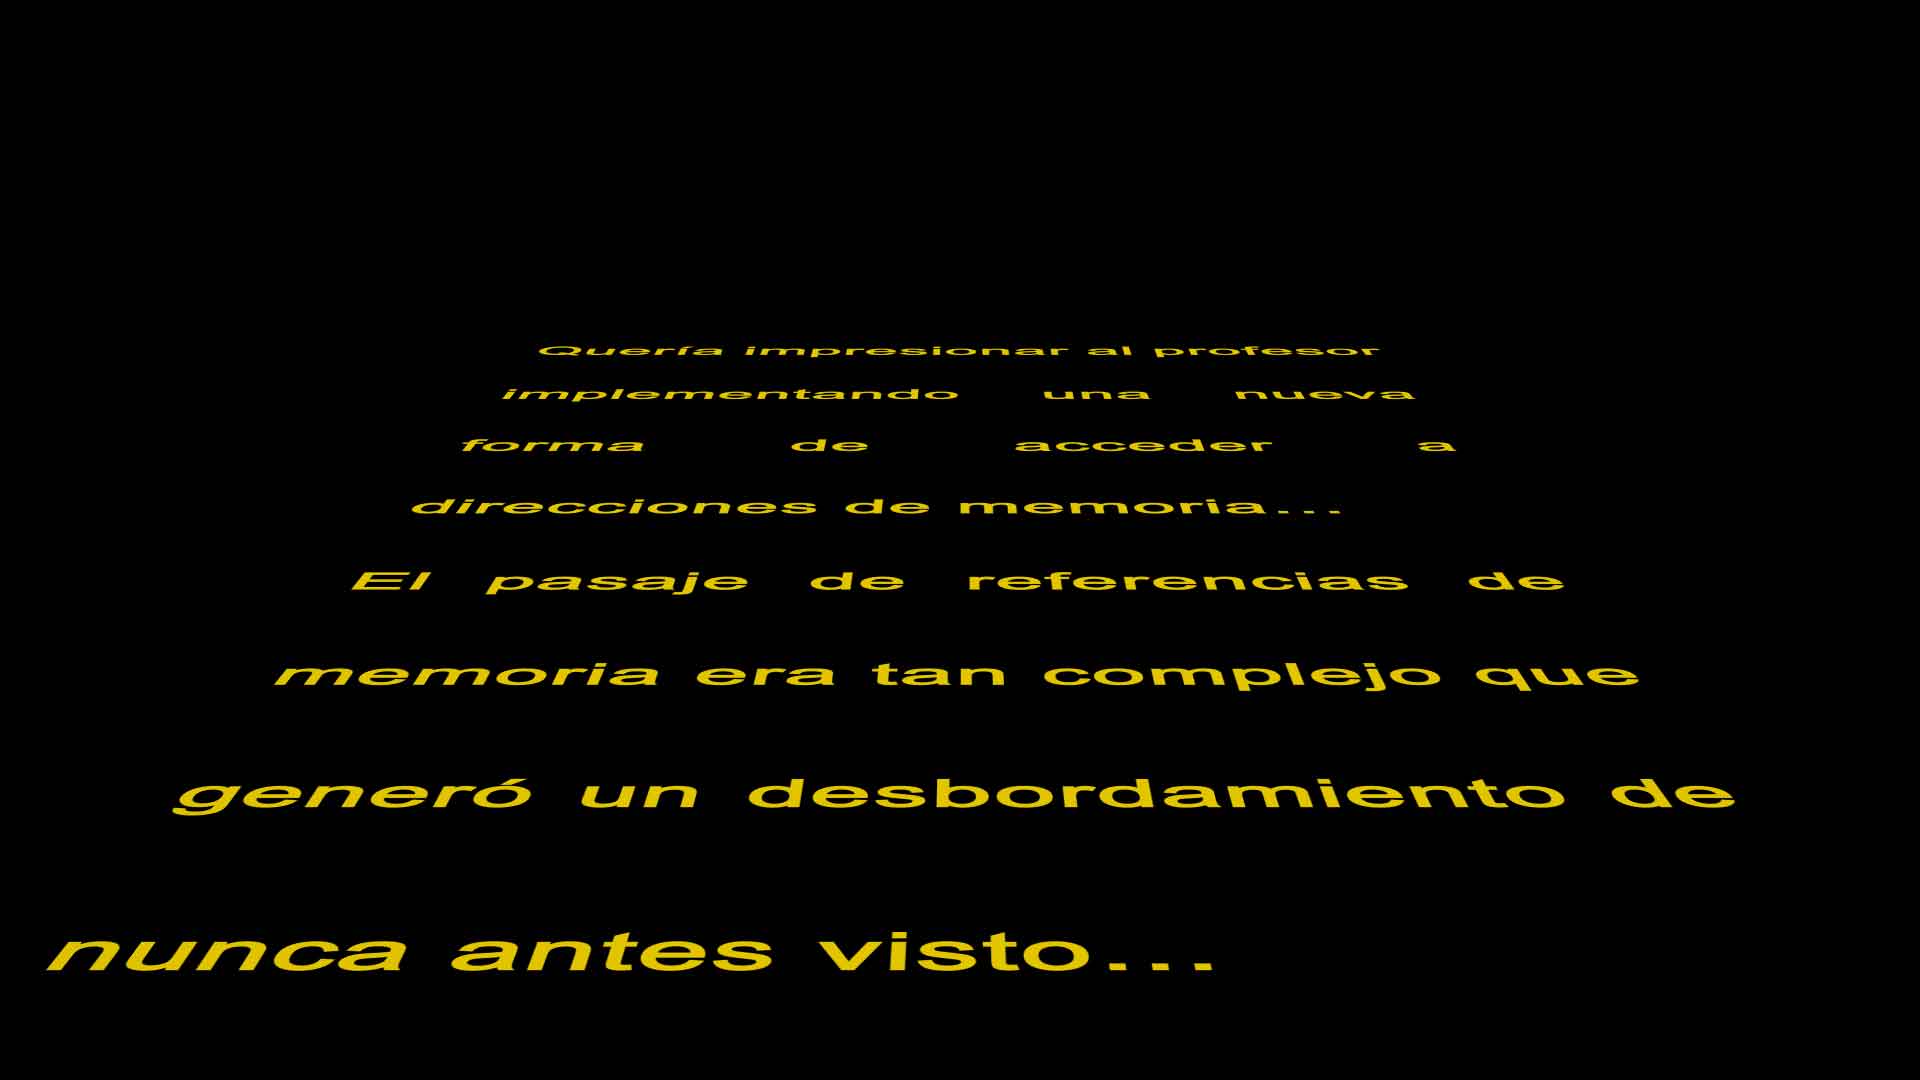 Quería impresionar al profesor
implementando una nueva
forma de acceder a
direcciones de memoria...
El pasaje de referencias de
memoria era tan complejo que
generó un desbordamiento de
nunca antes visto...